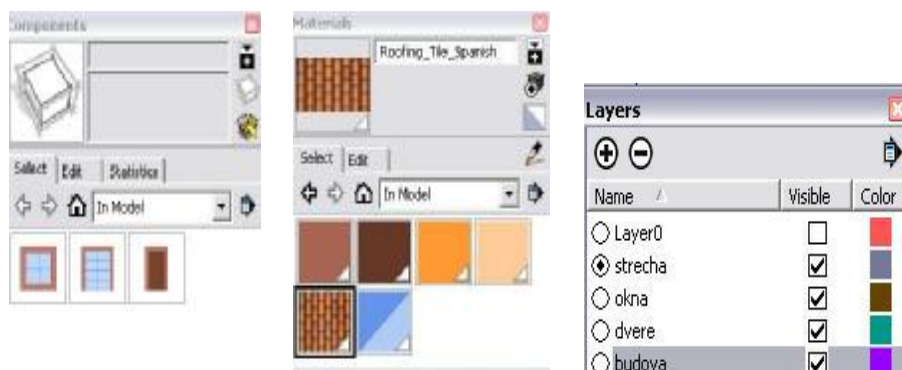 Components
Select Edit Statistics
In Model
Materials
Roofing_Tile_Spanish
Select Edit
In Model
Layers
Name Visible Color
Layer0
strecha
okna
dvere
budova